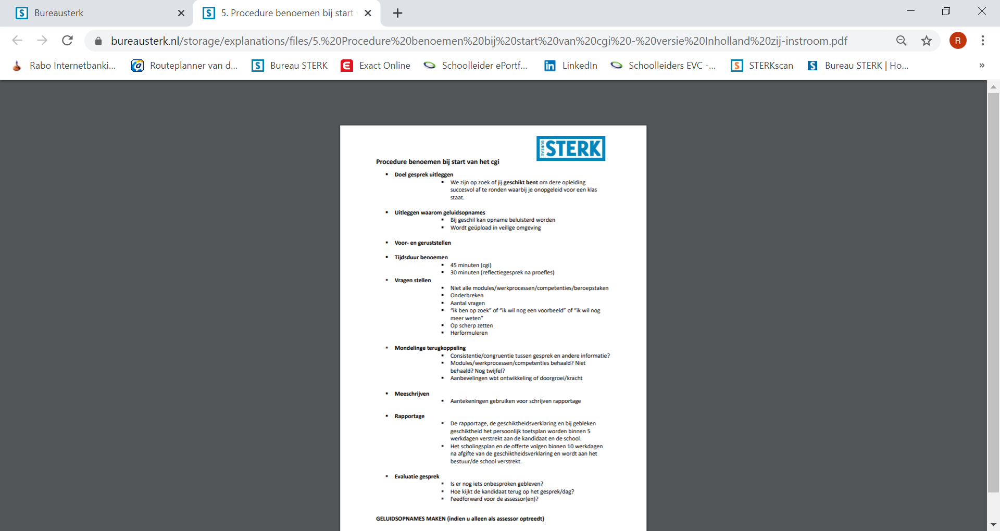 Bureausterk
5. Procedure benoemen bij start
bureausterk.nl/storage/explanations/files/5.%20Procedure%20benoemen%20bij%20start%20van%20cgi%20-%20versie%20Inholland%20zij-instroom.pdf
R
Rabo Internetbanki...
Routeplanner van d...
Bureau STERK
Exact Online
Schoolleider ePortf...
LinkedIn
Schoolleiders EVC -...
STERKscan
Bureau STERK | Ho...
»
BUREAU STERK
Procedure benoemen bij start van het cgi
▪ Doel gesprek uitleggen
▪ We zijn op zoek of jij geschikt bent om deze opleiding
succesvol af te ronden waarbij je onopgeleid voor een klas
staat.
▪ Uitleggen waarom geluidsopnames
▪ Bij geschil kan opname beluisterd worden
▪ Wordt geüpload in veilige omgeving
▪ Voor- en geruststellen
▪ Tijdsduur benoemen
▪ 45 minuten (cgi)
▪ 30 minuten (reflectiegesprek na proefles)
▪ Vragen stellen
▪ Niet alle modules/werkprocessen/competenties/beroepstaken
▪ Onderbreken
▪ Aantal vragen
▪ “ik ben op zoek” of “ik wil nog een voorbeeld” of “ik wil nog
meer weten”
▪ Op scherp zetten
▪ Herformuleren
▪ Mondelinge terugkoppeling
▪ Consistentie/congruentie tussen gesprek en andere informatie?
▪ Modules/werkprocessen/competenties behaald? Niet
behaald? Nog twijfel?
▪ Aanbevelingen wbt ontwikkeling of doorgroei/kracht
▪ Meeschrijven
▪ Aantekeningen gebruiken voor schrijven rapportage
▪ Rapportage
▪ De rapportage, de geschiktheidsverklaring en bij gebleken
geschiktheid het persoonlijk toetsplan worden binnen 5
werkdagen verstrekt aan de kandidaat en de school.
▪ Het scholingsplan en de offerte volgen binnen 10 werkdagen
na afgifte van de geschiktheidsverklaring en wordt aan het
bestuur/de school verstrekt.
▪ Evaluatie gesprek
▪ Is er nog iets onbesproken gebleven?
▪ Hoe kijkt de kandidaat terug op het gesprek/dag?
▪ Feedforward voor de assessor(en)?
GELUIDSOPNAMES MAKEN (indien u alleen als assessor optreedt)